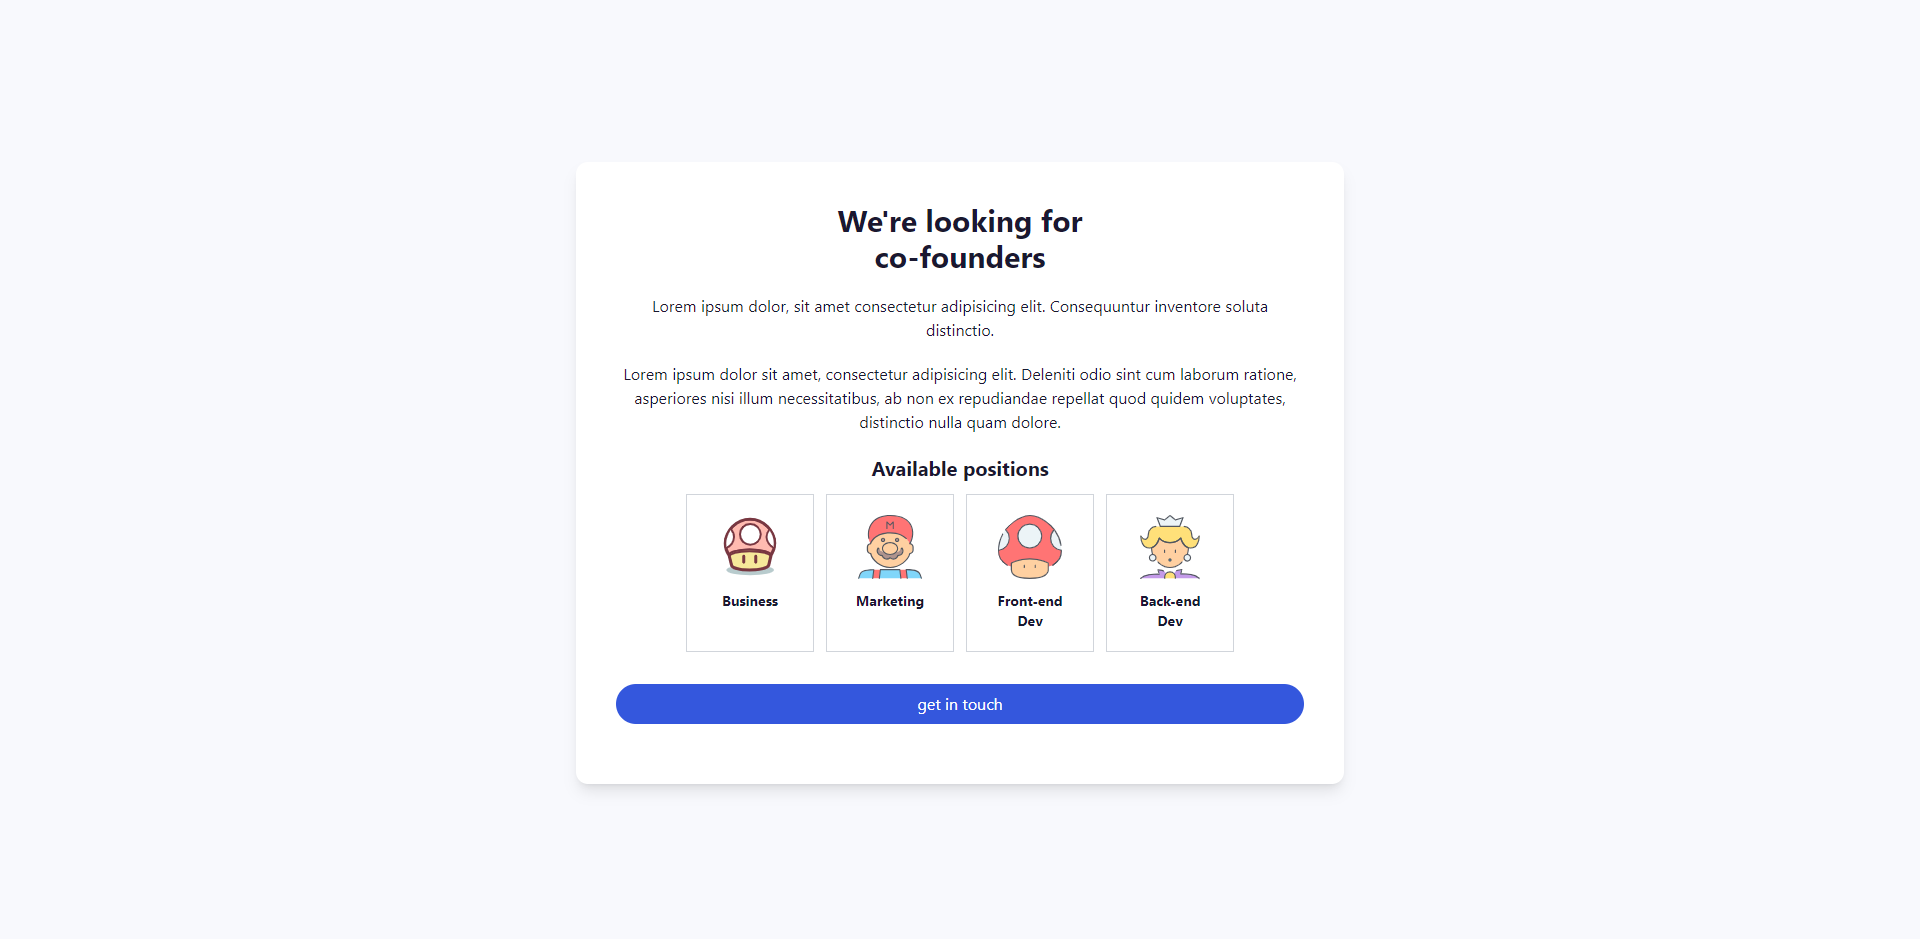 We're looking for
co-founders
Lorem ipsum dolor, sit amet consectetur adipisicing elit. Consequuntur inventore soluta
distinctio.
Lorem ipsum dolor sit amet, consectetur adipisicing elit. Deleniti odio sint cum laborum ratione,
asperiores nisi illum necessitatibus, ab non ex repudiandae repellat quod quidem voluptates,
distinctio nulla quam dolore.
Available positions
M
Business
Marketing
Front-end
Dev
Back-end
Dev
get in touch